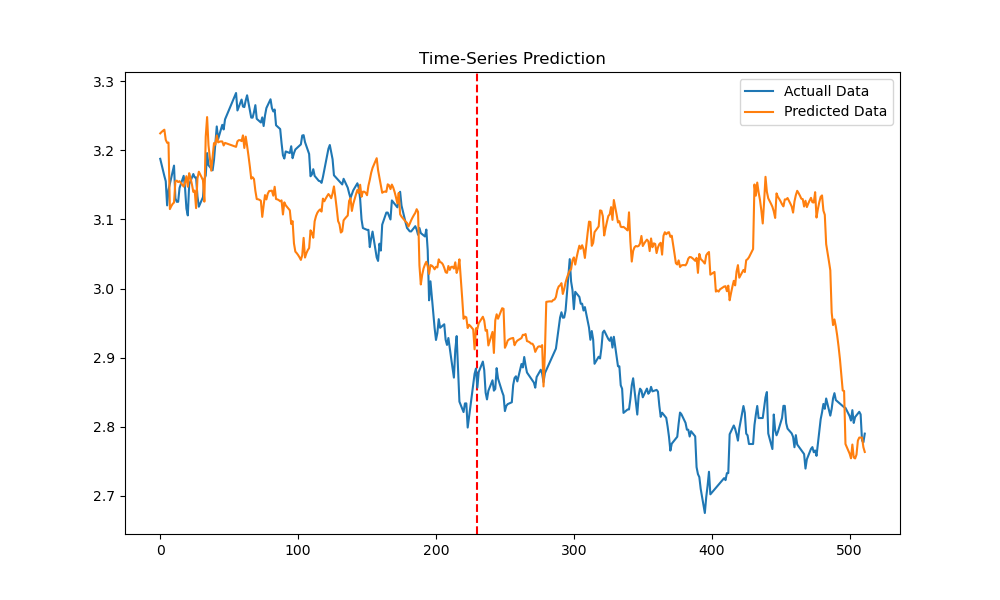 Time-Series Prediction
Actuall Data
Predicted Data
3.3
3.2
3.1
3.0
2.9
2.8
2.7
0 100 200 300 400 500